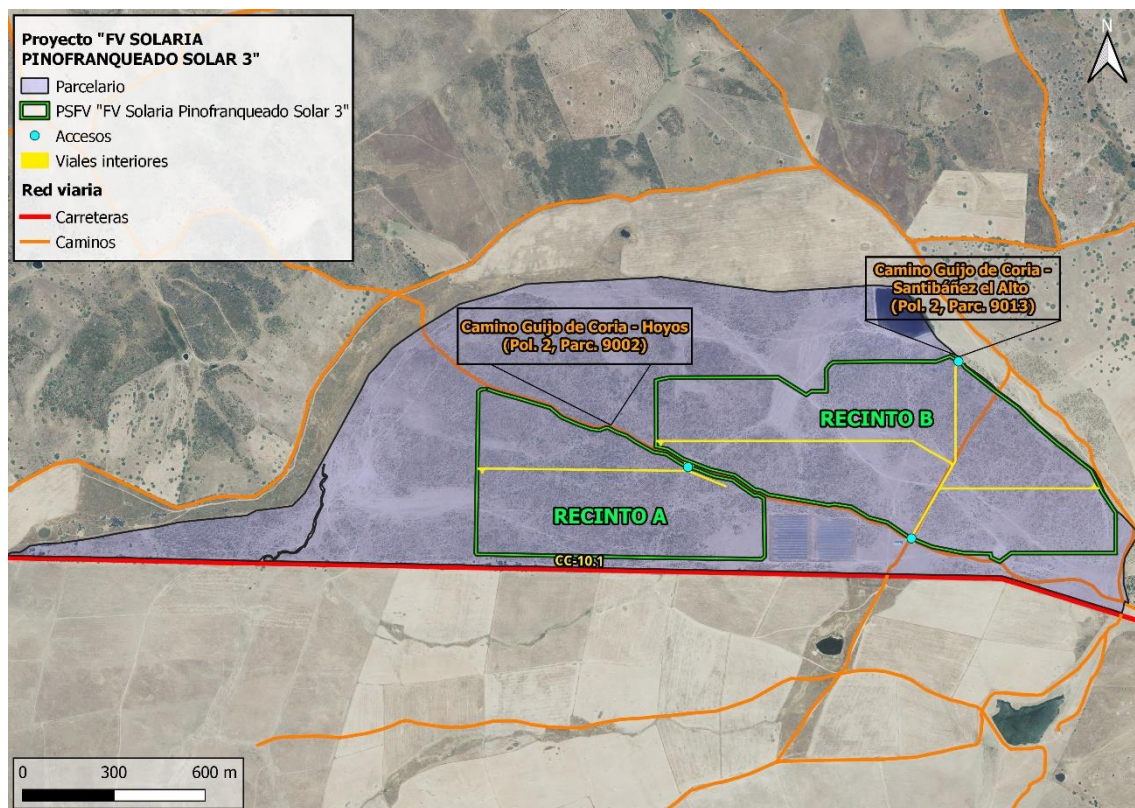 Proyecto "FV SOLARIA
PINOFRANQUEADO SOLAR 3"
Parcelario
PSFV "FV Solaria Pinofranqueado Solar 3"
Accesos
Viales interiores
Red viaria
Carreteras
Caminos
N
Camino Guijo de Coria -
Santibáñez el Alto
(Pol. 2, Parc. 9013)
Camino Guijo de Coria - Hoyos
(Pol. 2, Parc. 9002)
RECINTO B
RECINTO A
CC-10.1
0 300 600 m